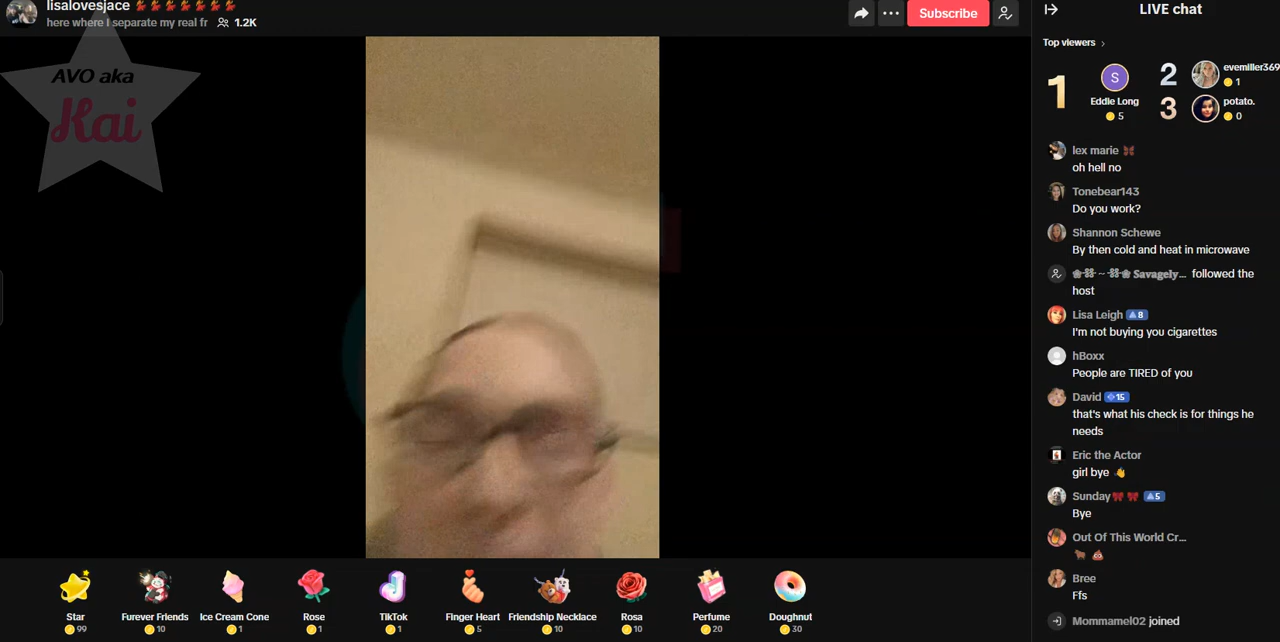 lisalovesjace 💃💃💃💃💃💃💃
here where I separate my real fr 1.2K
Subscribe
AVO aka
Kai
LIVE chat
Top viewers ›
1
S
Eddie Long
5
2
evemiller369
1
3
potato.
0
lex marie 🦋
oh hell no
Tonebear143
Do you work?
Shannon Schewe
By then cold and heat in microwave
❀⛓~⛓❀ 𝕾𝖆𝖛𝖆𝖌𝖊𝖑𝖞... followed the
host
Lisa Leigh 8
I'm not buying you cigarettes
hBoxx
People are TIRED of you
David 15
that's what his check is for things he
needs
Eric the Actor
girl bye 👋
Sunday🎀 🎀 5
Bye
Out Of This World Cr...
🐂 💩
Bree
Ffs
Mommamel02 joined
Star
99
Furever Friends
10
Ice Cream Cone
1
Rose
1
TikTok
1
Finger Heart
5
Friendship Necklace
10
Rosa
10
Perfume
20
Doughnut
30